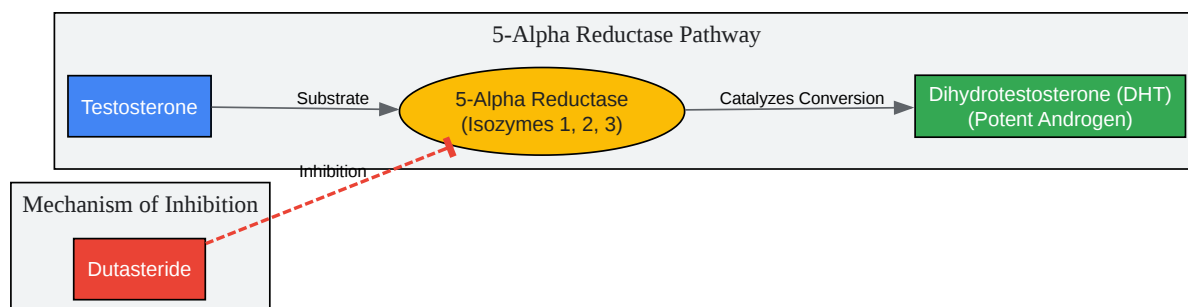 5-Alpha Reductase Pathway
Testosterone
Substrate
5-Alpha Reductase
(Isozymes 1, 2, 3)
Catalyzes Conversion
Dihydrotestosterone (DHT)
(Potent Androgen)
Inhibition
Mechanism of Inhibition
Dutasteride